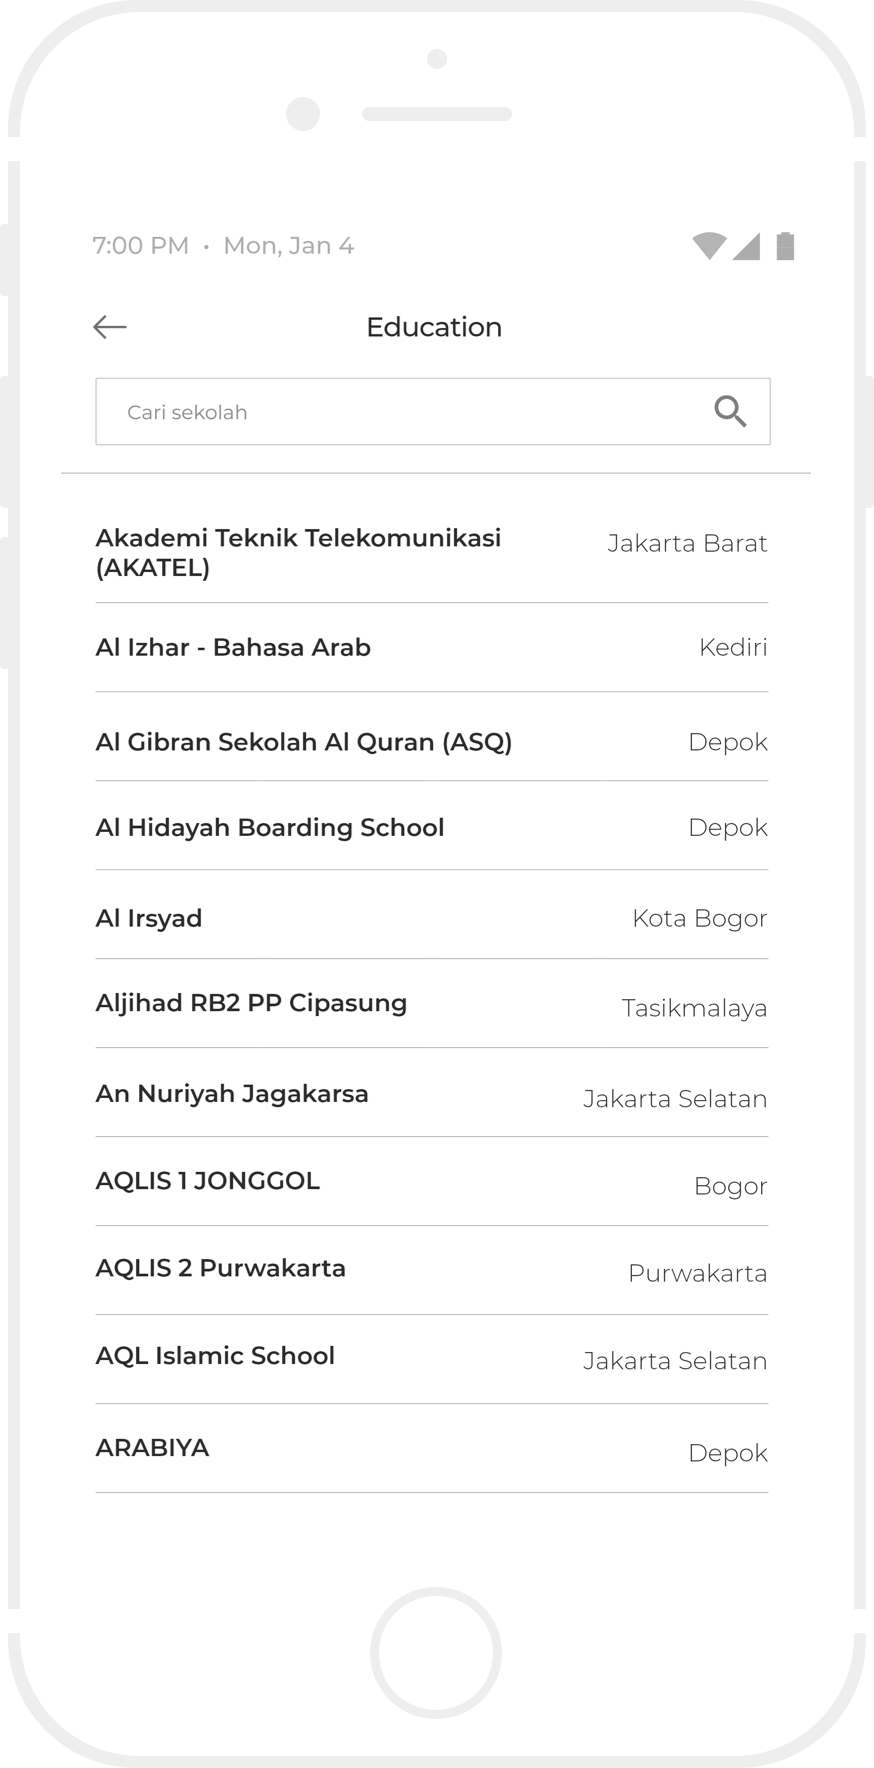 7:00 PM • Mon, Jan 4
Education
Cari sekolah
Akademi Teknik Telekomunikasi
(AKATEL)
Jakarta Barat
Al Izhar - Bahasa Arab
Kediri
Al Gibran Sekolah Al Quran (ASQ)
Depok
Al Hidayah Boarding School
Depok
Al Irsyad
Kota Bogor
Aljihad RB2 PP Cipasung
Tasikmalaya
An Nuriyah Jagakarsa
Jakarta Selatan
AQLIS 1 JONGGOL
Bogor
AQLIS 2 Purwakarta
Purwakarta
AQL Islamic School
Jakarta Selatan
ARABIYA
Depok